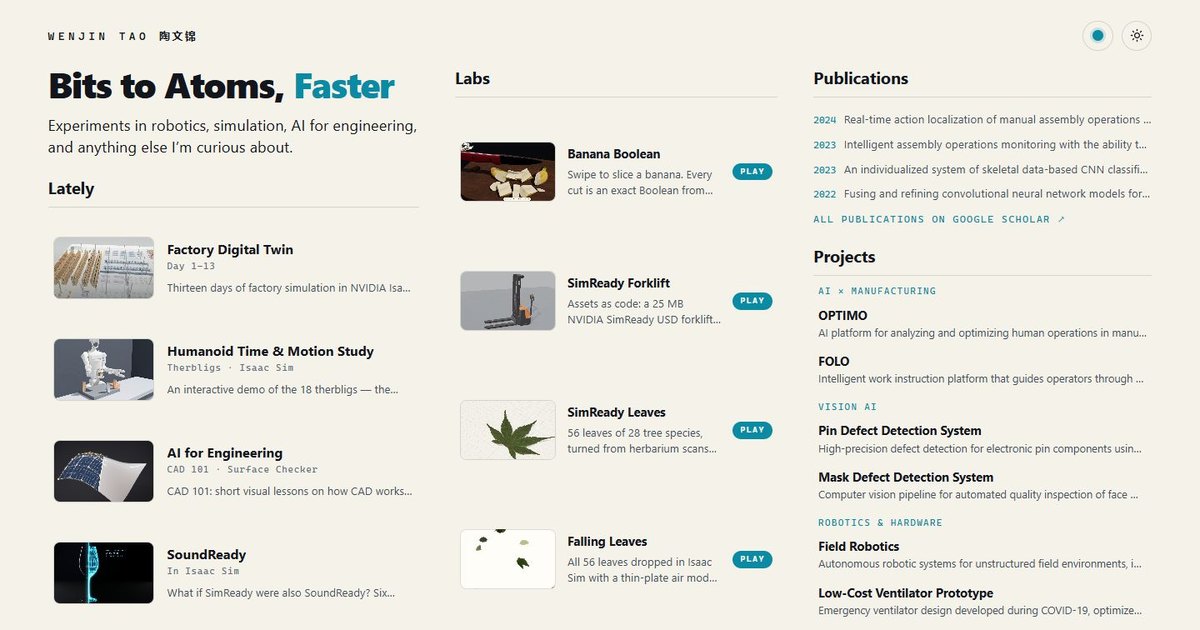 WENJIN TAO 陶文锦
Bits to Atoms, Faster
Experiments in robotics, simulation, AI for engineering,
and anything else I’m curious about.
Lately
Factory Digital Twin
Day 1–13
Thirteen days of factory simulation in NVIDIA Isa...
Humanoid Time & Motion Study
Therbligs · Isaac Sim
An interactive demo of the 18 therbligs — the...
AI for Engineering
CAD 101 · Surface Checker
CAD 101: short visual lessons on how CAD works...
SoundReady
In Isaac Sim
What if SimReady were also SoundReady? Six...
Labs
Banana Boolean
Swipe to slice a banana. Every
cut is an exact Boolean from...
PLAY
SimReady Forklift
Assets as code: a 25 MB
NVIDIA SimReady USD forklift...
PLAY
SimReady Leaves
56 leaves of 28 tree species,
turned from herbarium scans...
PLAY
Falling Leaves
All 56 leaves dropped in Isaac
Sim with a thin-plate air mod...
PLAY
Publications
2024 Real-time action localization of manual assembly operations ...
2023 Intelligent assembly operations monitoring with the ability t...
2023 An individualized system of skeletal data-based CNN classifi...
2022 Fusing and refining convolutional neural network models for...
ALL PUBLICATIONS ON GOOGLE SCHOLAR ↗
Projects
AI × MANUFACTURING
OPTIMO
AI platform for analyzing and optimizing human operations in manu...
FOLO
Intelligent work instruction platform that guides operators through ...
VISION AI
Pin Defect Detection System
High-precision defect detection for electronic pin components usin...
Mask Defect Detection System
Computer vision pipeline for automated quality inspection of face ...
ROBOTICS & HARDWARE
Field Robotics
Autonomous robotic systems for unstructured field environments, i...
Low-Cost Ventilator Prototype
Emergency ventilator design developed during COVID-19, optimize...